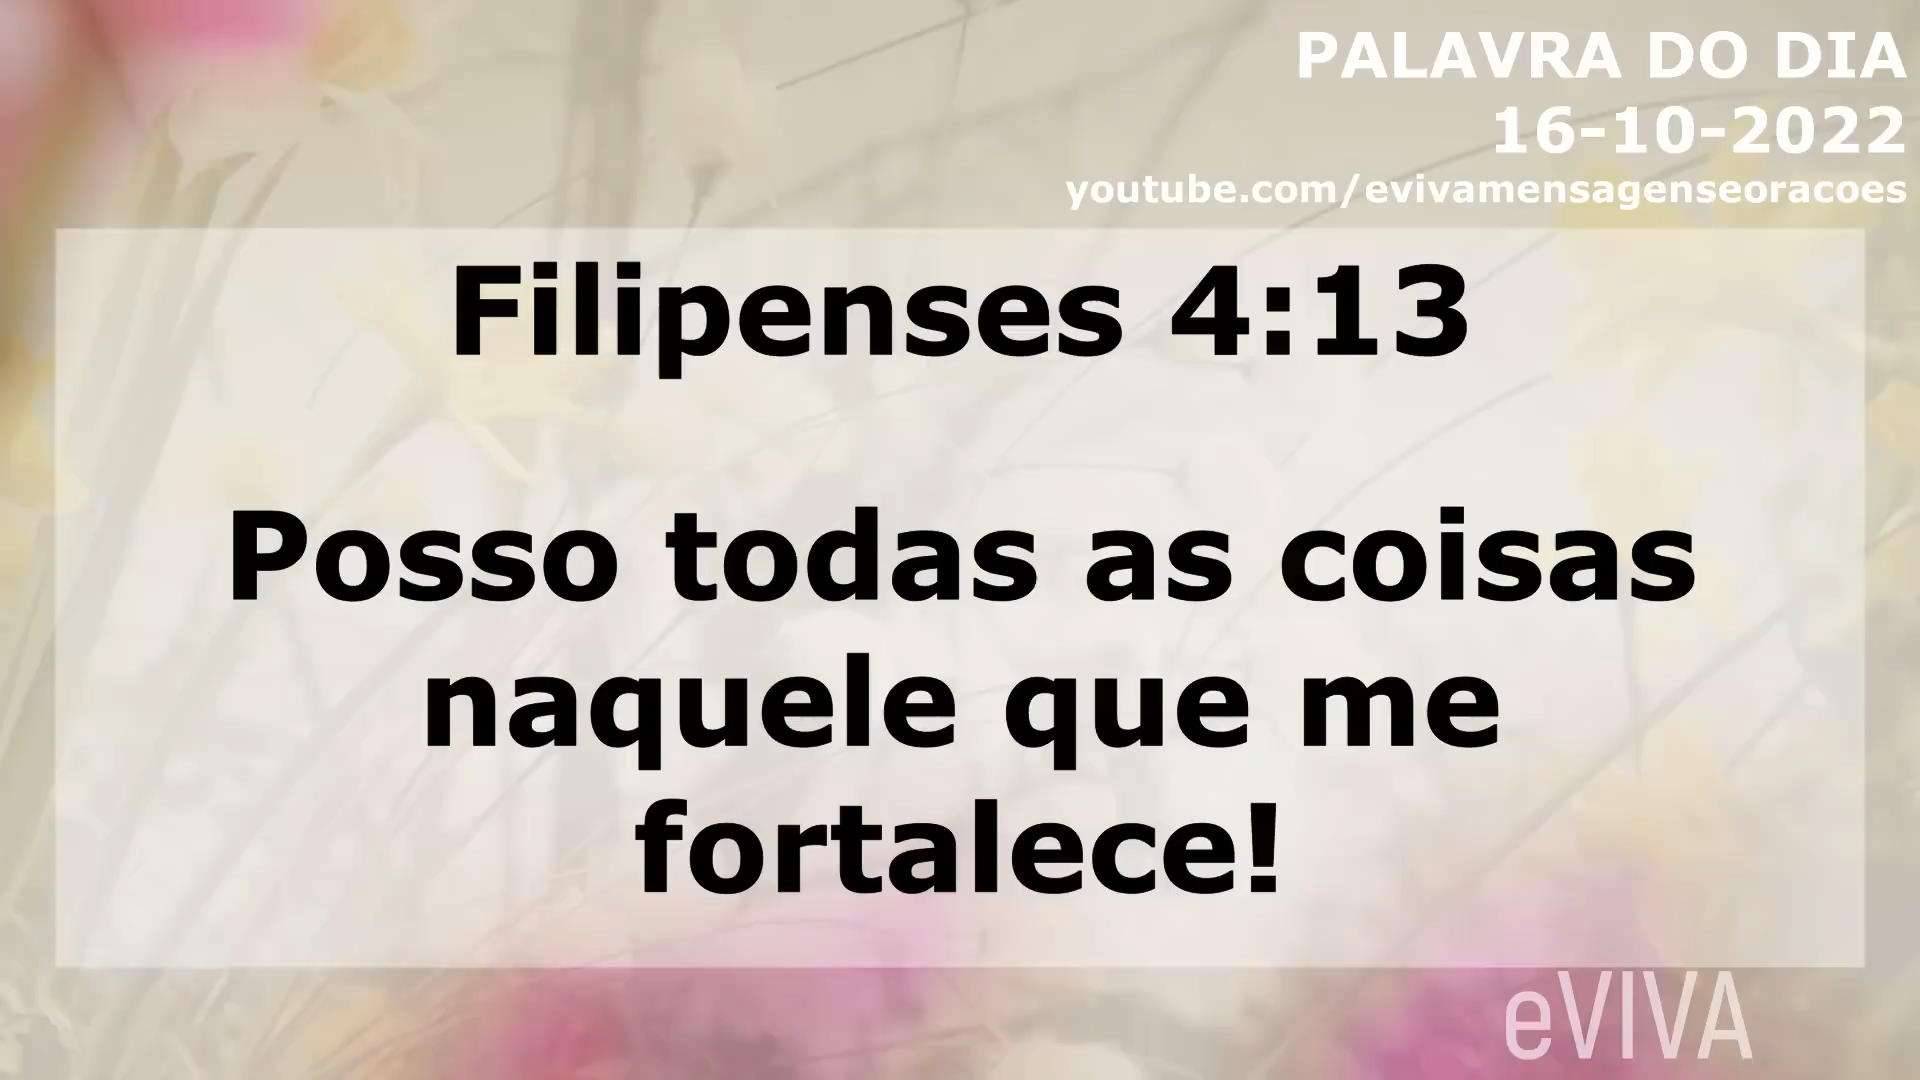 PALAVRA DO DIA
16-10-2022
youtube.com/evivamensagenseoracoes
Filipenses 4:13
Posso todas as coisas
naquele que me
fortalece!
eVIVA